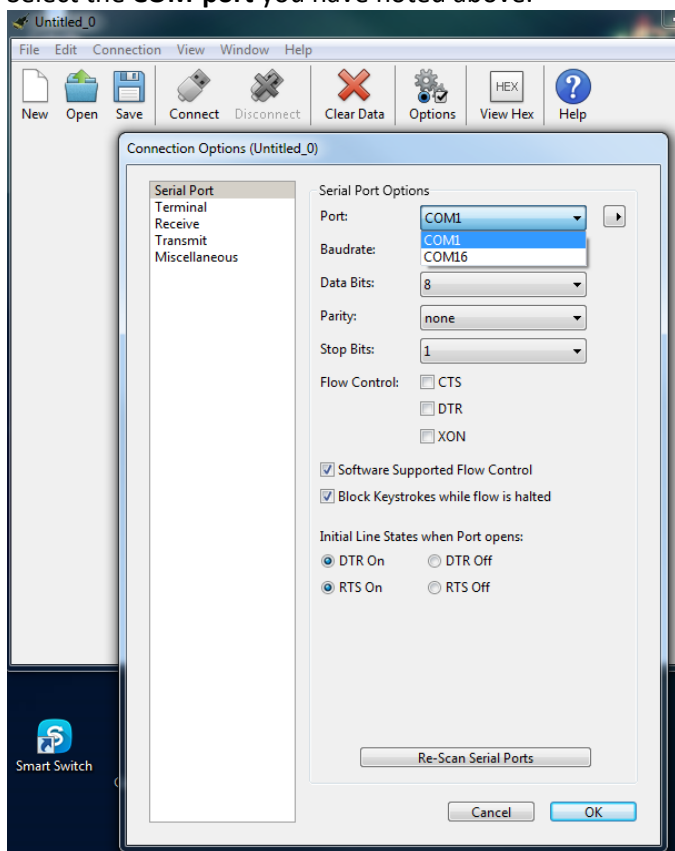 Select the COM port you have noted above.
Untitled_0
File Edit Connection View Window Help
HEX
New Open Save Connect Disconnect Clear Data Options View Hex Help
Connection Options (Untitled_0)
Serial Port
Terminal
Receive
Transmit
Miscellaneous
Serial Port Options
Port: COM1
COM1
COM16
Baudrate:
Data Bits: 8
Parity: none
Stop Bits: 1
Flow Control: CTS
DTR
XON
Software Supported Flow Control
Block Keystrokes while flow is halted
Initial Line States when Port opens:
DTR On DTR Off
RTS On RTS Off
Re-Scan Serial Ports
Cancel OK
Smart Switch